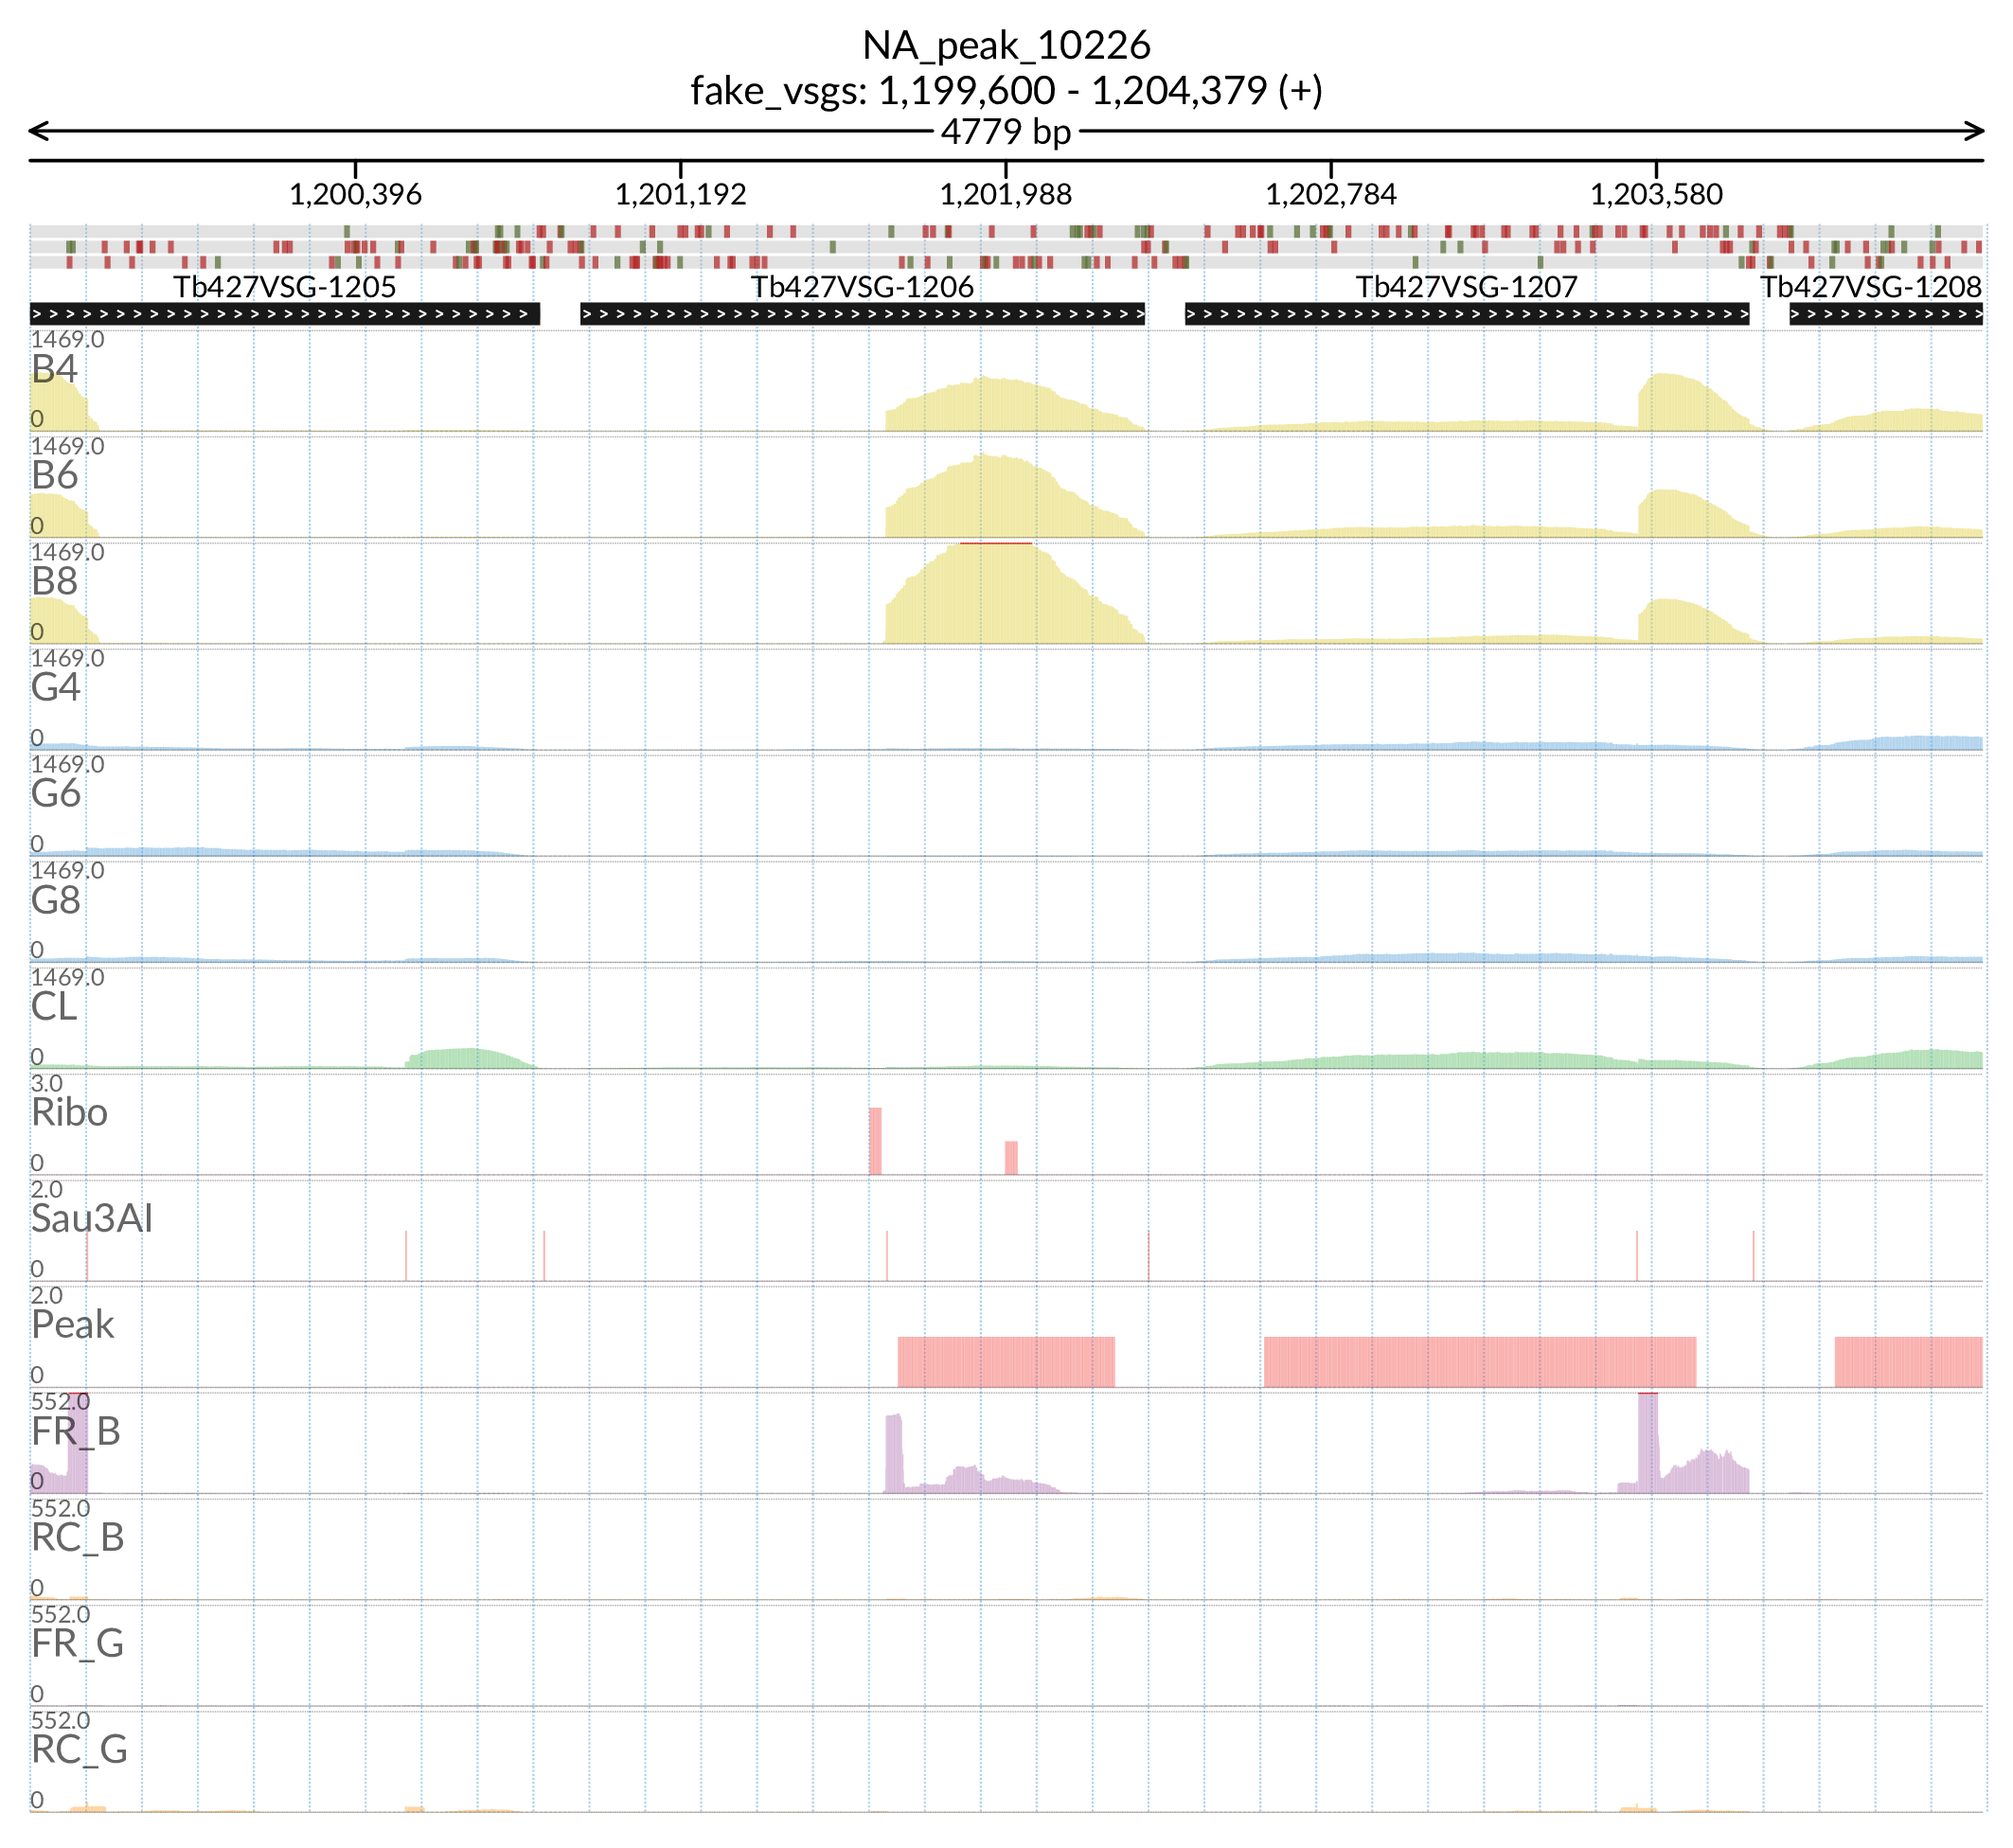 NA_peak_10226
fake_vsgs: 1,199,600 - 1,204,379 (+)
4779 bp
1,200,396 1,201,192 1,201,988 1,202,784 1,203,580
Tb427VSG-1205 Tb427VSG-1206 Tb427VSG-1207 Tb427VSG-1208
1469.0
B4
0
1469.0
B6
0
1469.0
B8
0
1469.0
G4
0
1469.0
G6
0
1469.0
G8
0
1469.0
CL
0
3.0
Ribo
0
2.0
Sau3AI
0
2.0
Peak
0
552.0
FR_B
0
552.0
RC_B
0
552.0
FR_G
0
552.0
RC_G
0